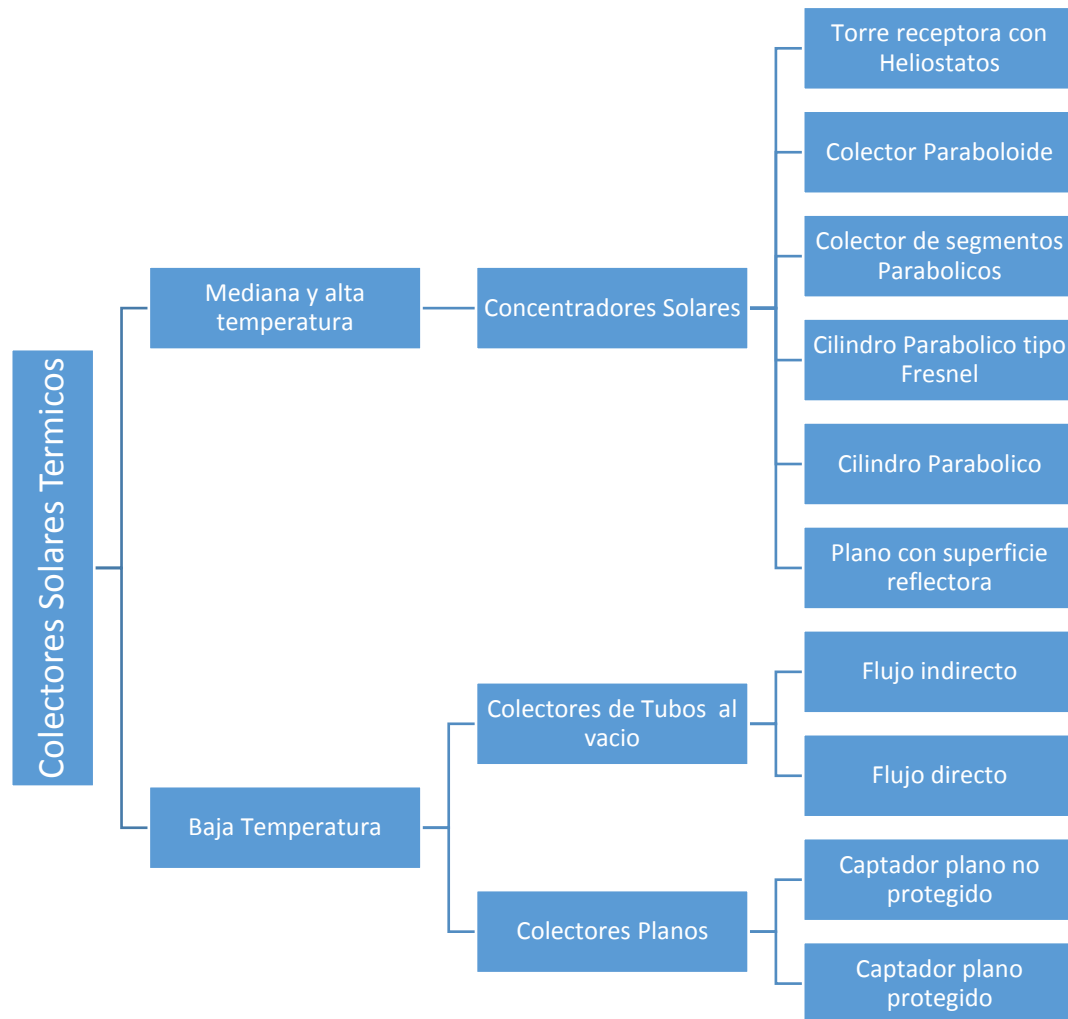 Colectores Solares Termicos
Mediana y alta
temperatura
Baja Temperatura
Concentradores Solares
Colectores de Tubos al
vacio
Colectores Planos
Torre receptora con
Heliostatos
Colector Paraboloide
Colector de segmentos
Parabolicos
Cilindro Parabolico tipo
Fresnel
Cilindro Parabolico
Plano con superficie
reflectora
Flujo indirecto
Flujo directo
Captador plano no
protegido
Captador plano
protegido